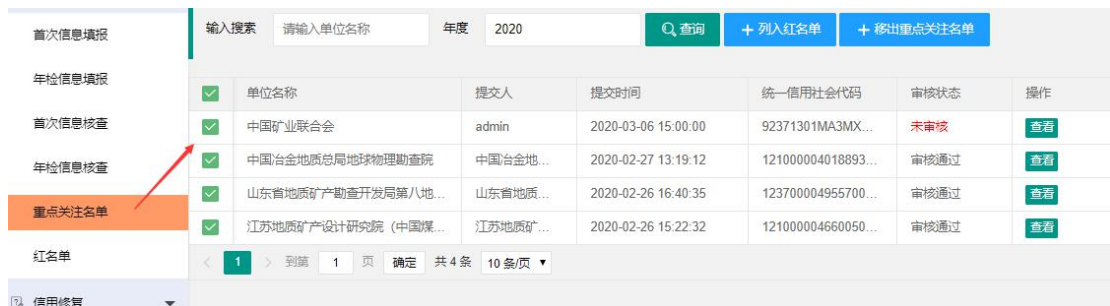 首次信息填报
年检信息填报
首次信息核查
年检信息核查
重点关注名单
红名单
信用修复
输入搜索 请输入单位名称 年度 2020 查询 + 列入红名单 + 移出重点关注名单
单位名称 提交人 提交时间 统一信用社会代码 审核状态 操作
中国矿业联合会 admin 2020-03-06 15:00:00 92371301MA3MX... 未审核 查看
中国冶金地质总局地球物理勘查院 中国冶金地... 2020-02-27 13:19:12 121000004018893... 审核通过 查看
山东省地质矿产勘查开发局第八地... 山东省地质... 2020-02-26 16:40:35 123700004955700... 审核通过 查看
江苏地质矿产设计研究院（中国煤... 江苏地质矿... 2020-02-26 15:22:32 121000004660050... 审核通过 查看
< 1 > 到第 1 页 确定 共 4 条 10 条/页